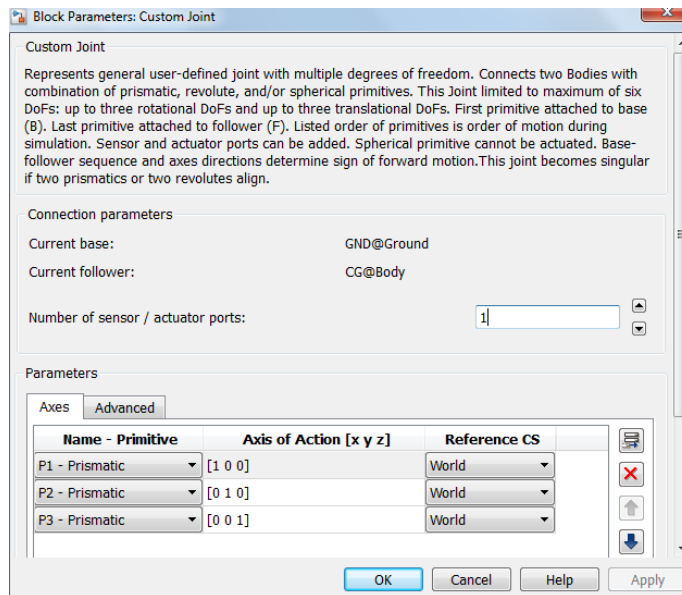 Block Parameters: Custom Joint
Custom Joint
Represents general user-defined joint with multiple degrees of freedom. Connects two Bodies with
combination of prismatic, revolute, and/or spherical primitives. This Joint limited to maximum of six
DoFs: up to three rotational DoFs and up to three translational DoFs. First primitive attached to base
(B). Last primitive attached to follower (F). Listed order of primitives is order of motion during
simulation. Sensor and actuator ports can be added. Spherical primitive cannot be actuated. Base-
follower sequence and axes directions determine sign of forward motion.This joint becomes singular
if two prismatics or two revolutes align.
Connection parameters
Current base: GND@Ground
Current follower: CG@Body
Number of sensor / actuator ports: 1
Parameters
Axes Advanced
Name - Primitive Axis of Action [x y z] Reference CS
P1 - Prismatic [1 0 0] World
P2 - Prismatic [0 1 0] World
P3 - Prismatic [0 0 1] World
OK Cancel Help Apply